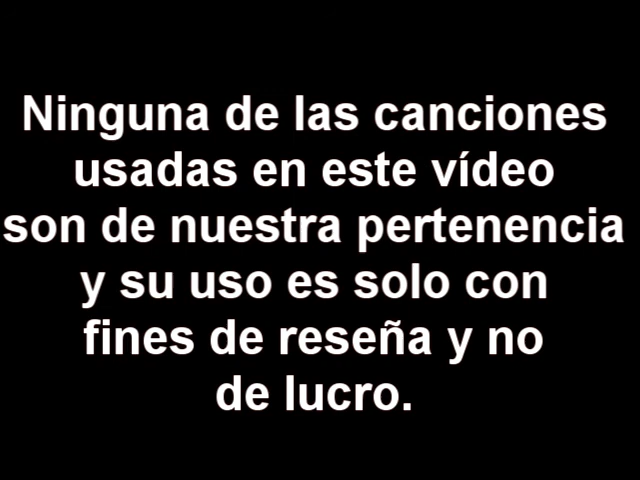 Ninguna de las canciones
usadas en este vídeo
son de nuestra pertenencia
y su uso es solo con
fines de reseña y no
de lucro.